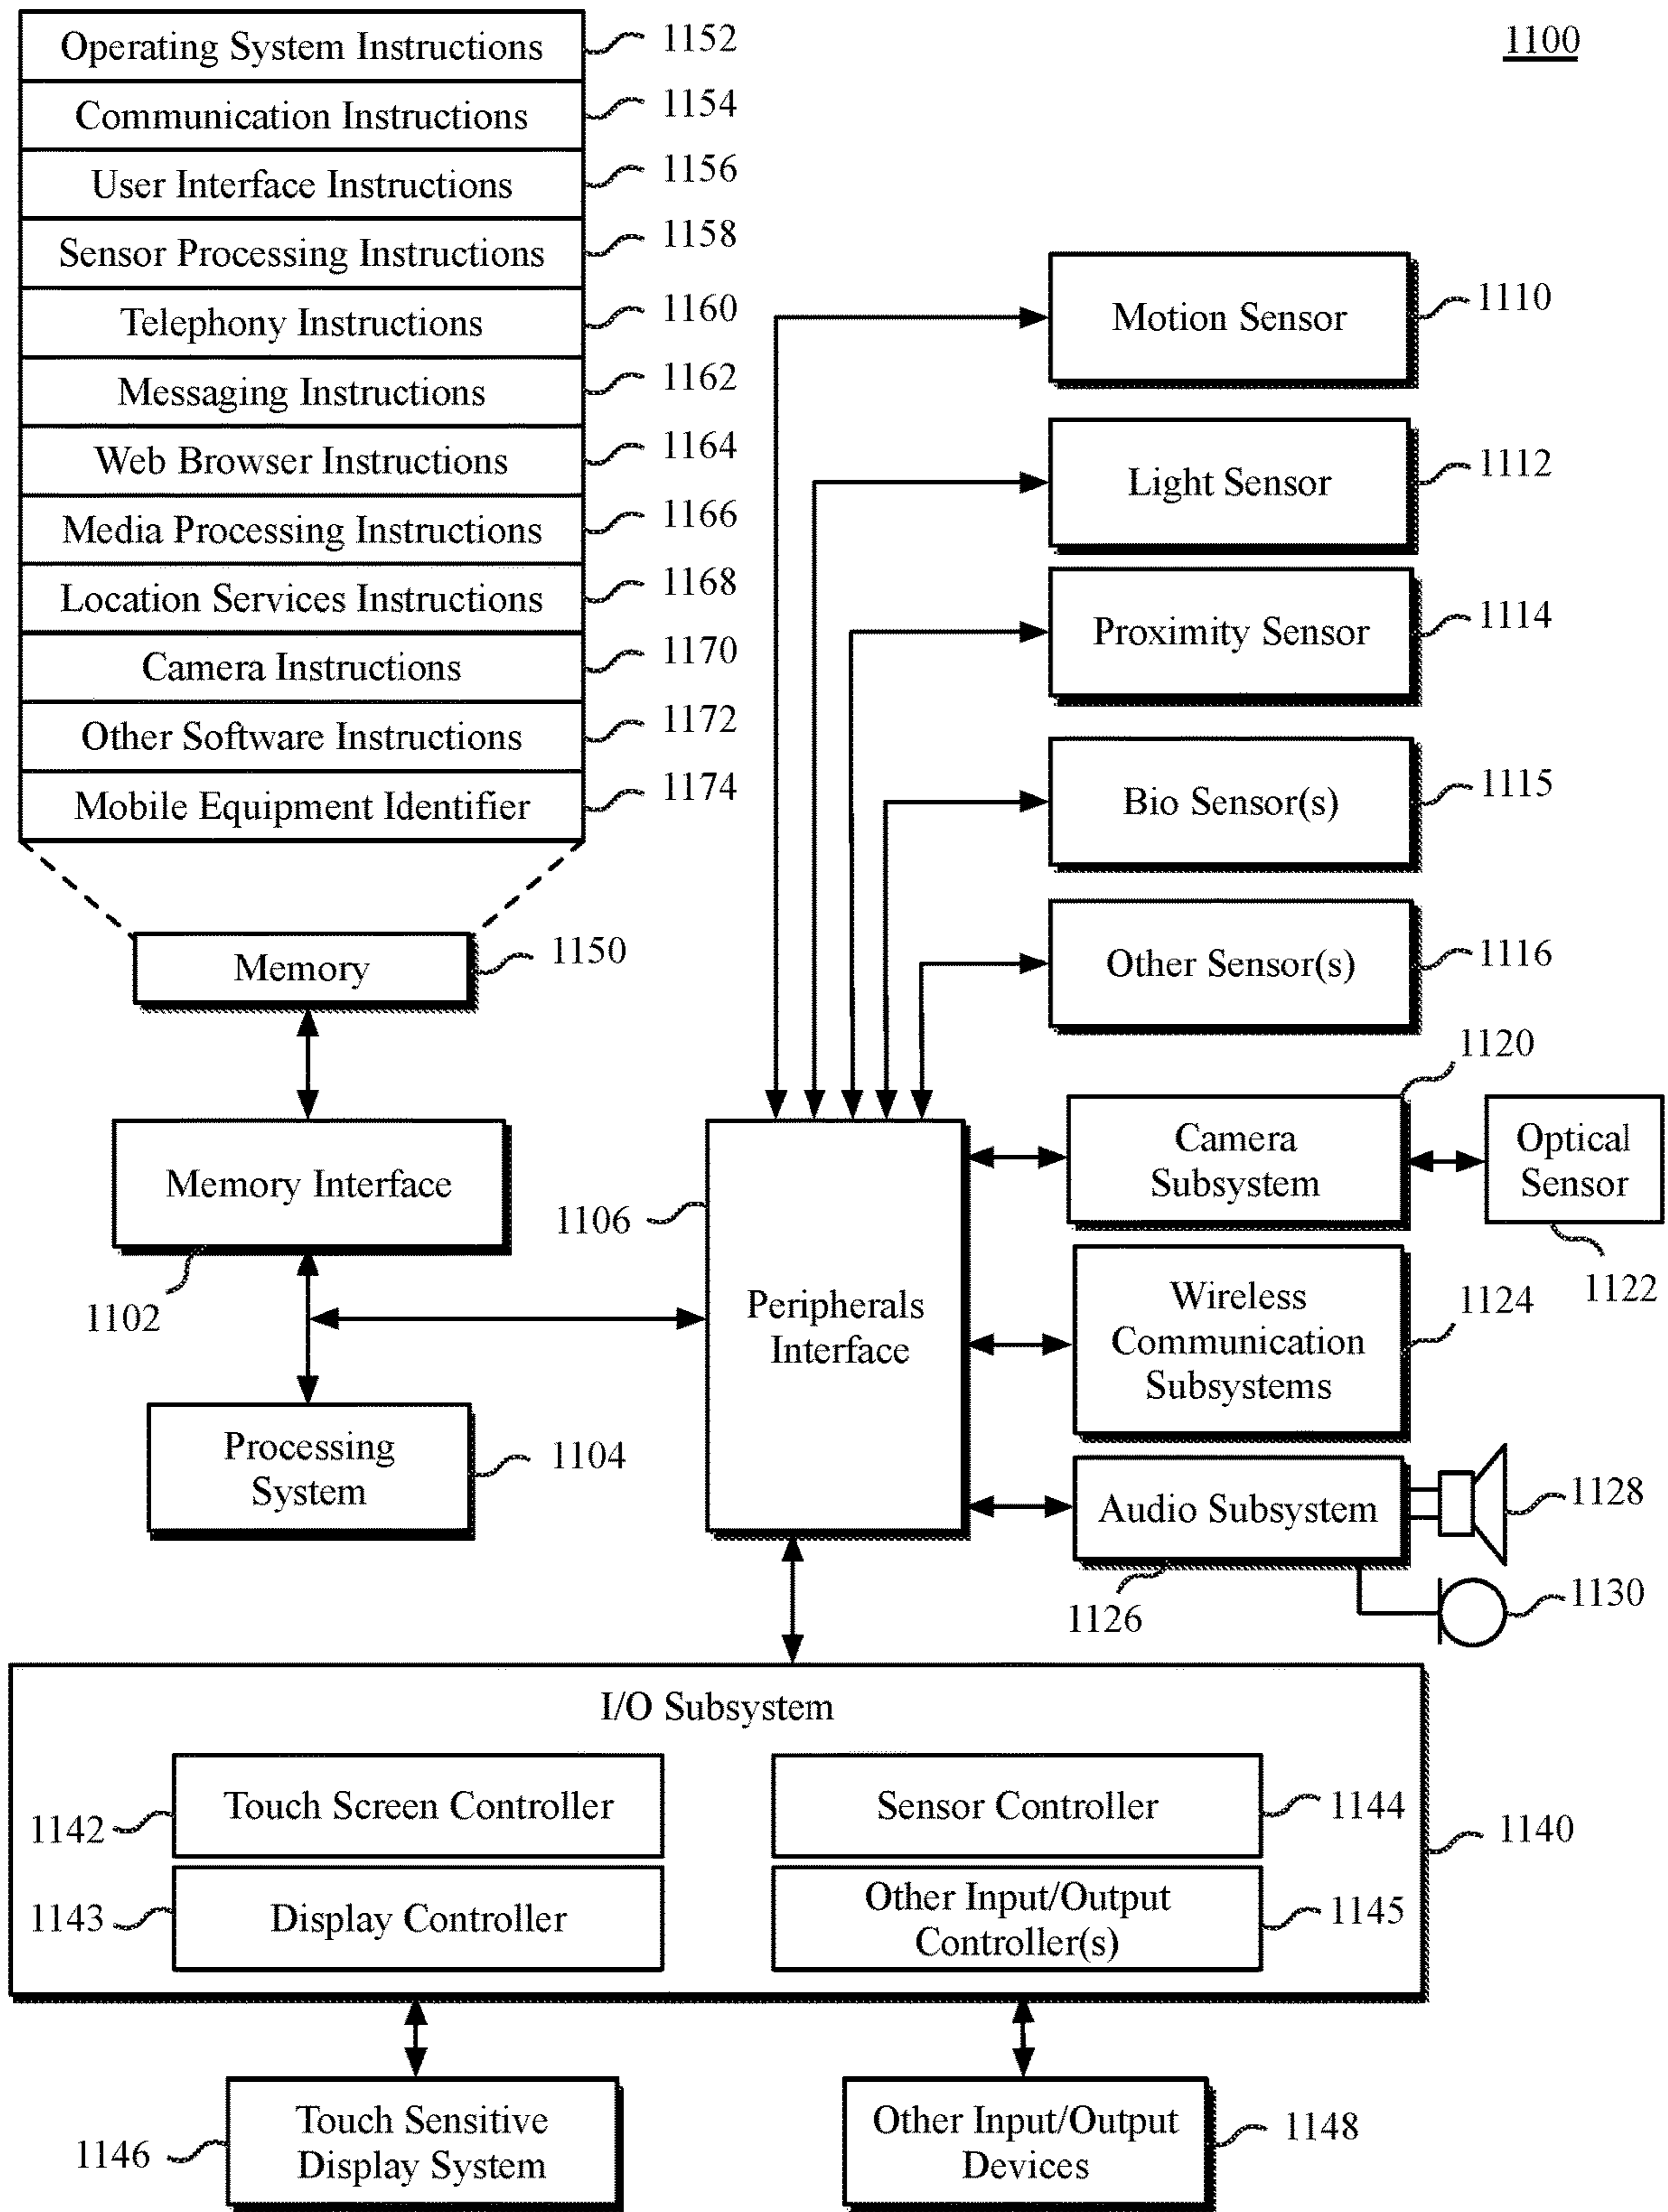 1100
Operating System Instructions
1152
Communication Instructions
1154
User Interface Instructions
1156
Sensor Processing Instructions
1158
Telephony Instructions
1160
Messaging Instructions
1162
Web Browser Instructions
1164
Media Processing Instructions
1166
Location Services Instructions
1168
Camera Instructions
1170
Other Software Instructions
1172
Mobile Equipment Identifier
1174
Memory
1150
Memory Interface
1102
Processing
System
1104
Motion Sensor
1110
Light Sensor
1112
Proximity Sensor
1114
Bio Sensor(s)
1115
Other Sensor(s)
1116
1106
Peripherals
Interface
1120
Camera
Subsystem
Optical
Sensor
1122
Wireless
Communication
Subsystems
1124
Audio Subsystem
1126
1128
1130
I/O Subsystem
1140
Touch Screen Controller
1142
Sensor Controller
1144
Display Controller
1143
Other Input/Output
Controller(s)
1145
Touch Sensitive
Display System
1146
Other Input/Output
Devices
1148